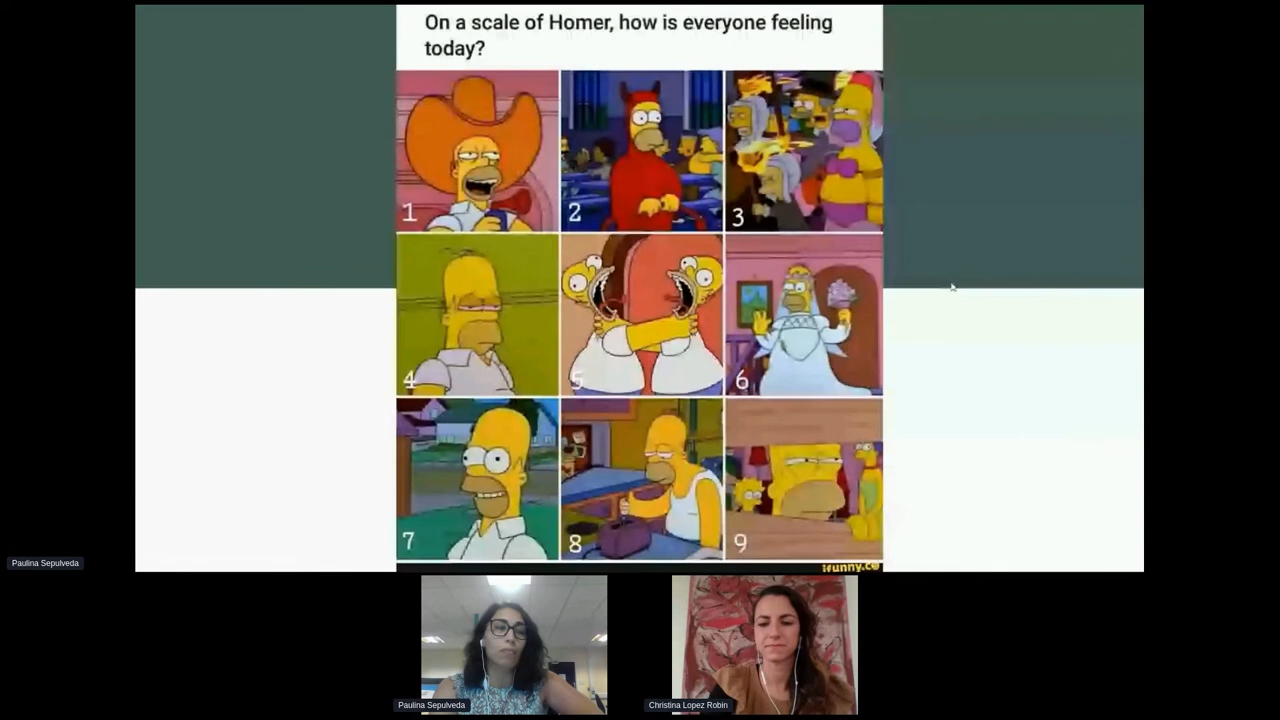 On a scale of Homer, how is everyone feeling
today?
1
2
3
4
5
6
7
8
9
ifunny.co
Paulina Sepulveda
Paulina Sepulveda
Christina Lopez Robin